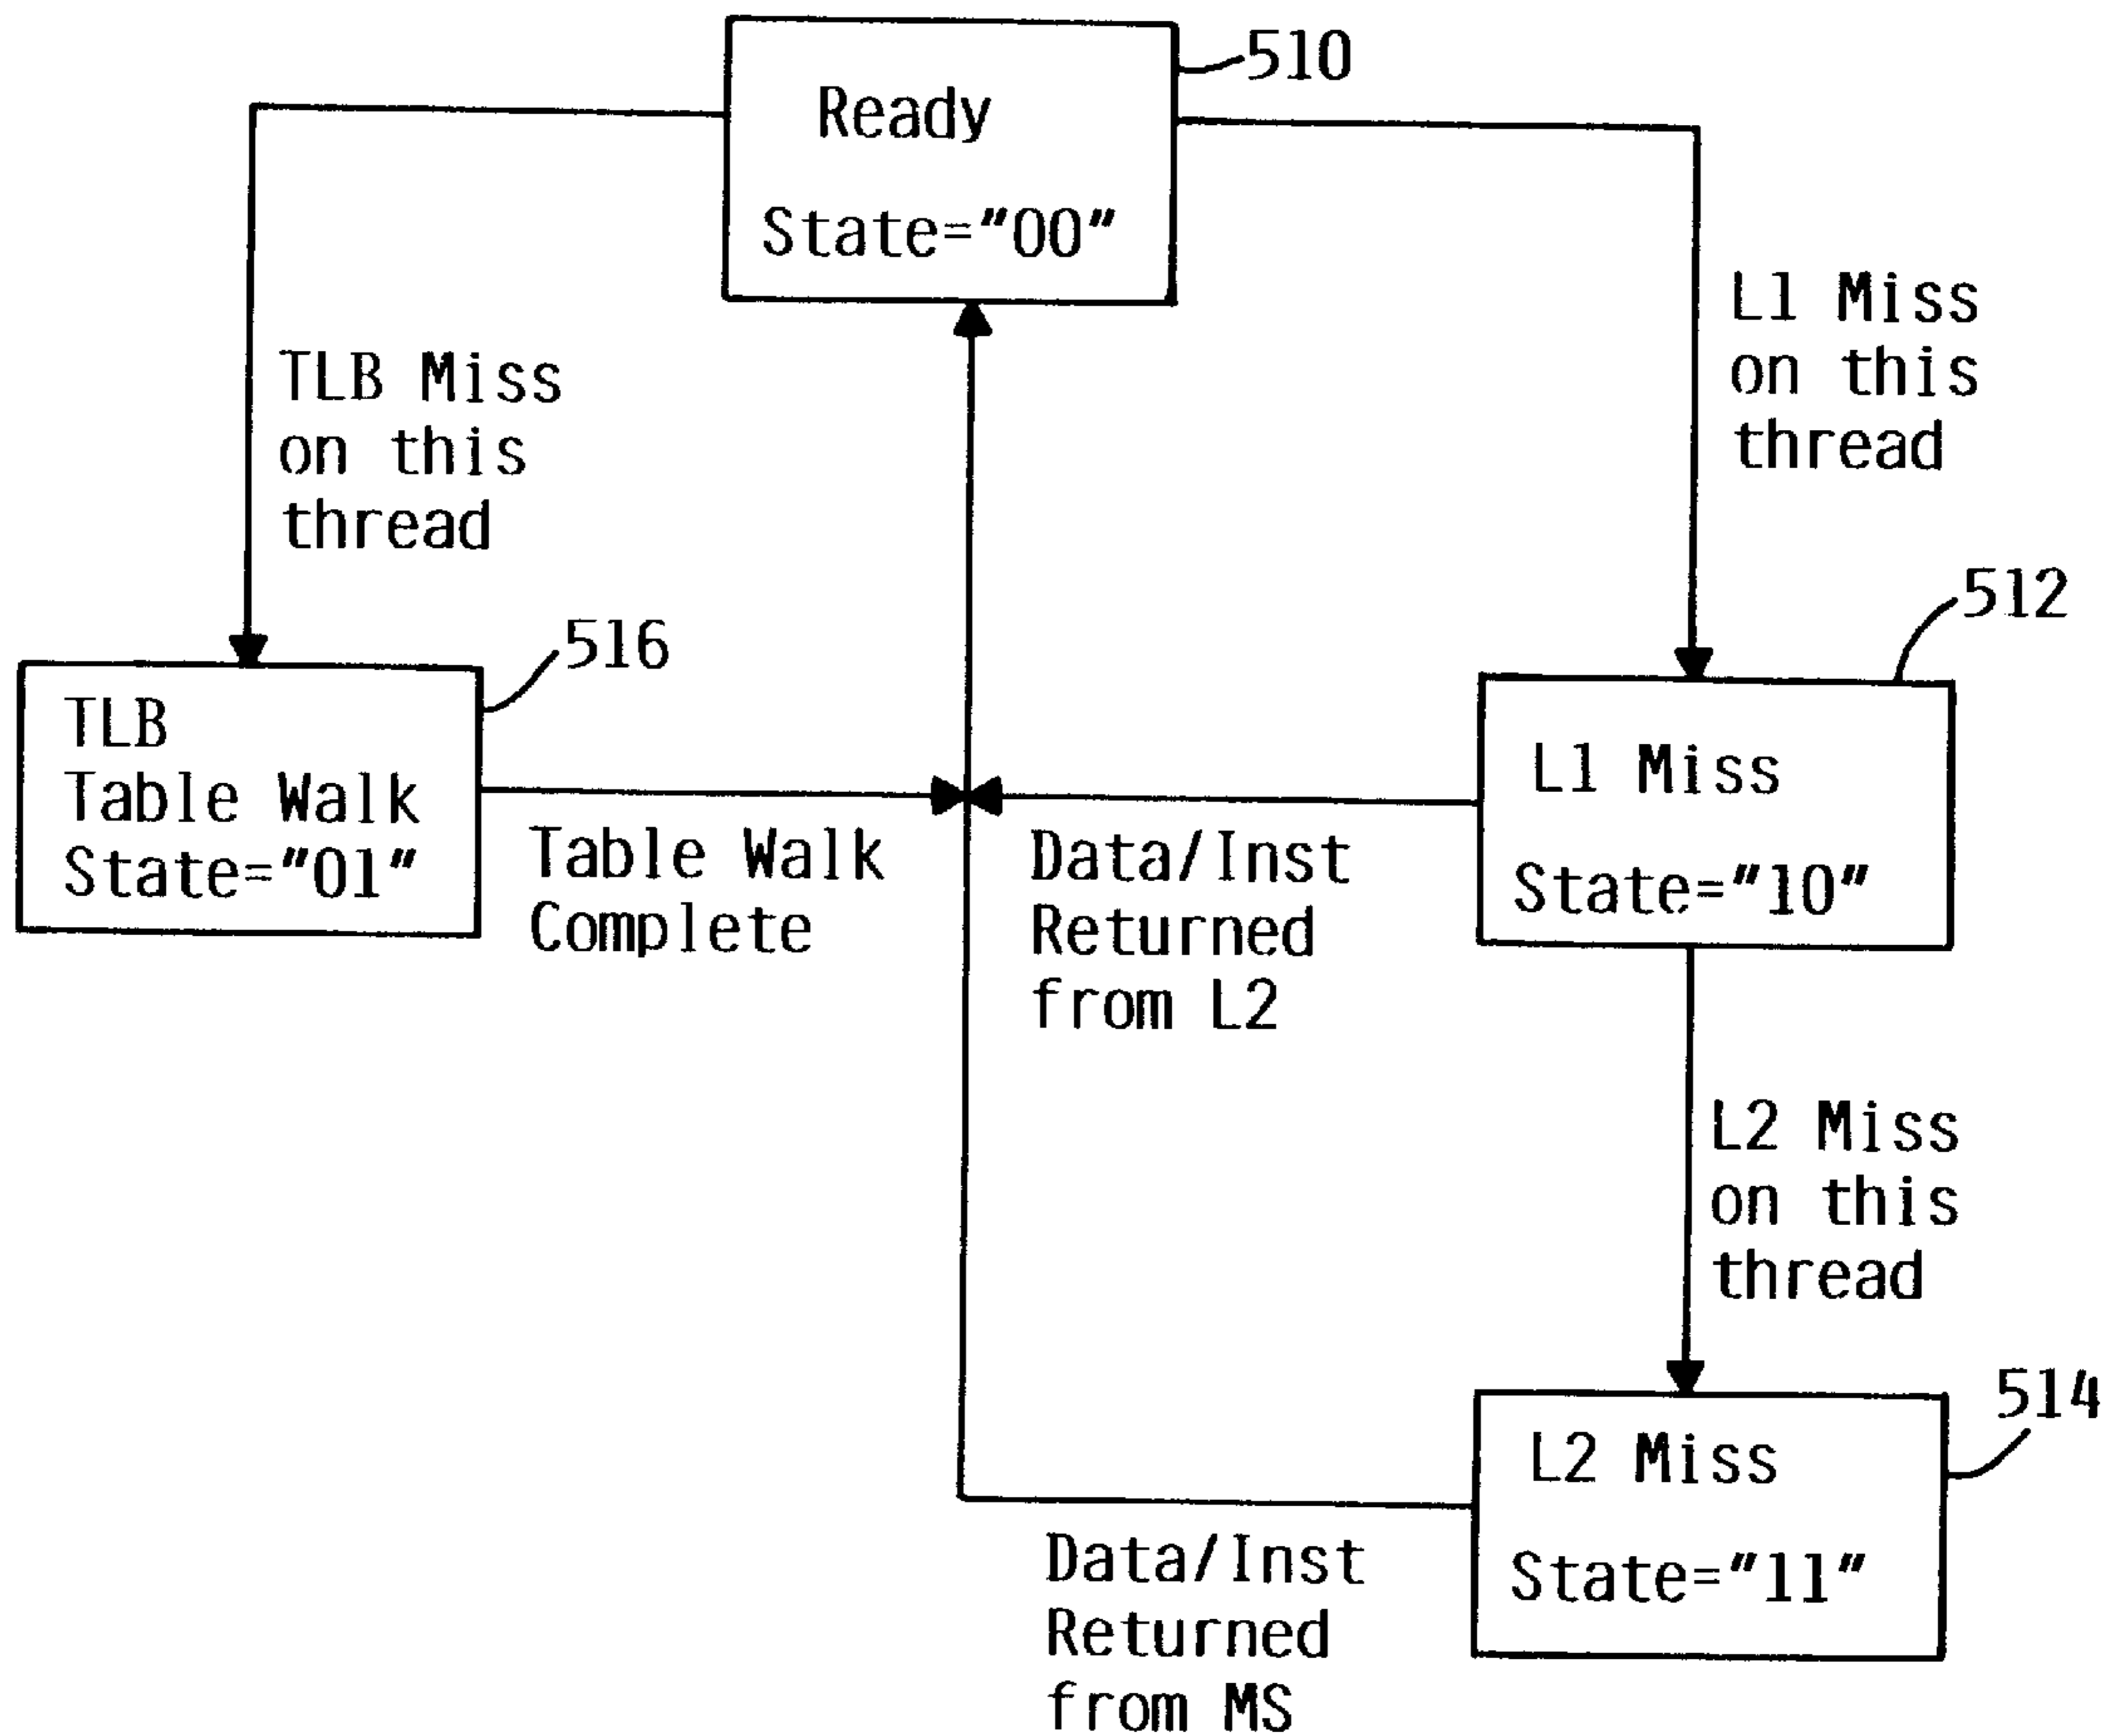 510
Ready
State="00"
TLB Miss
on this
thread
L1 Miss
on this
thread
516
512
TLB
Table Walk
State="01"
Table Walk
Complete
Data/Inst
Returned
from L2
L1 Miss
State="10"
L2 Miss
on this
thread
514
L2 Miss
State="11"
Data/Inst
Returned
from MS